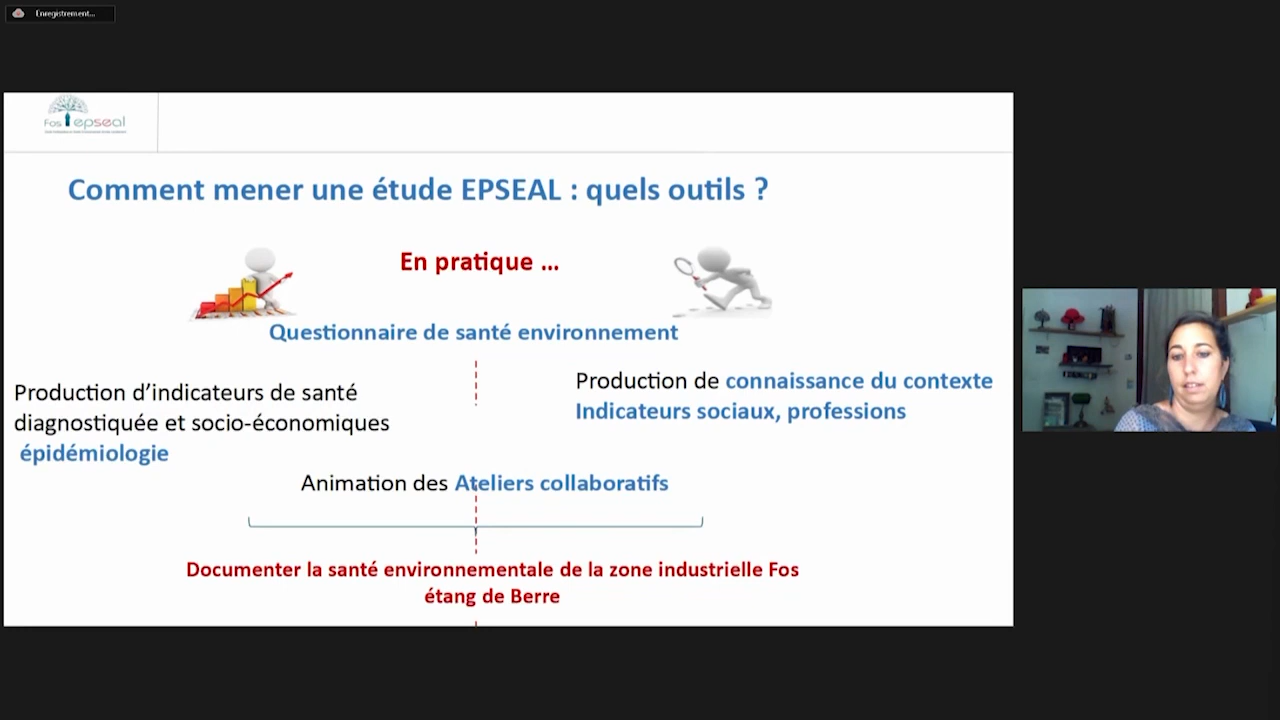 Enregistrement...
Fos epseal
Comment mener une étude EPSEAL : quels outils ?
En pratique ...
Questionnaire de santé environnement
Production d’indicateurs de santé
diagnostiquée et socio-économiques
épidémiologie
Production de connaissance du contexte
Indicateurs sociaux, professions
Animation des Ateliers collaboratifs
Documenter la santé environnementale de la zone industrielle Fos
étang de Berre